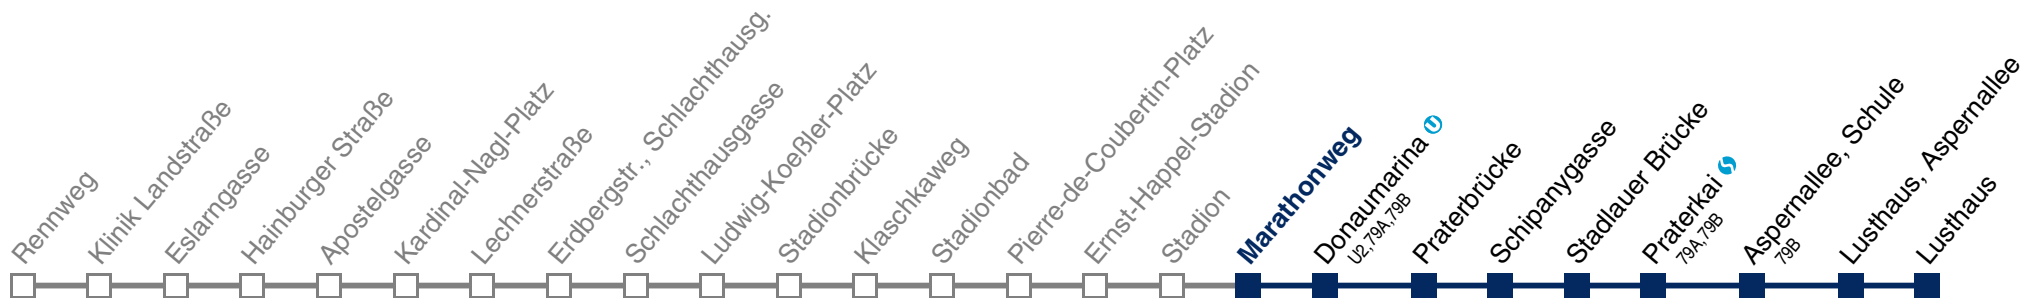 Rennweg
Klinik Landstraße
Eslarngasse
Hainburger Straße
Apostelgasse
Kardinal-Nagl-Platz
Lechnerstraße
Erdbergstr., Schlachthausg.
Schlachthausgasse
Ludwig-Koeßler-Platz
Stadionbrücke
Klaschkaweg
Stadionbad
Pierre-de-Coubertin-Platz
Ernst-Happel-Stadion
Stadion
Marathonweg
Donaumarina U
U2,79A,79B
Praterbrücke
Schipanygasse
Stadlauer Brücke
Praterkai S
79A,79B
Aspernallee, Schule
79B
Lusthaus, Aspernallee
Lusthaus